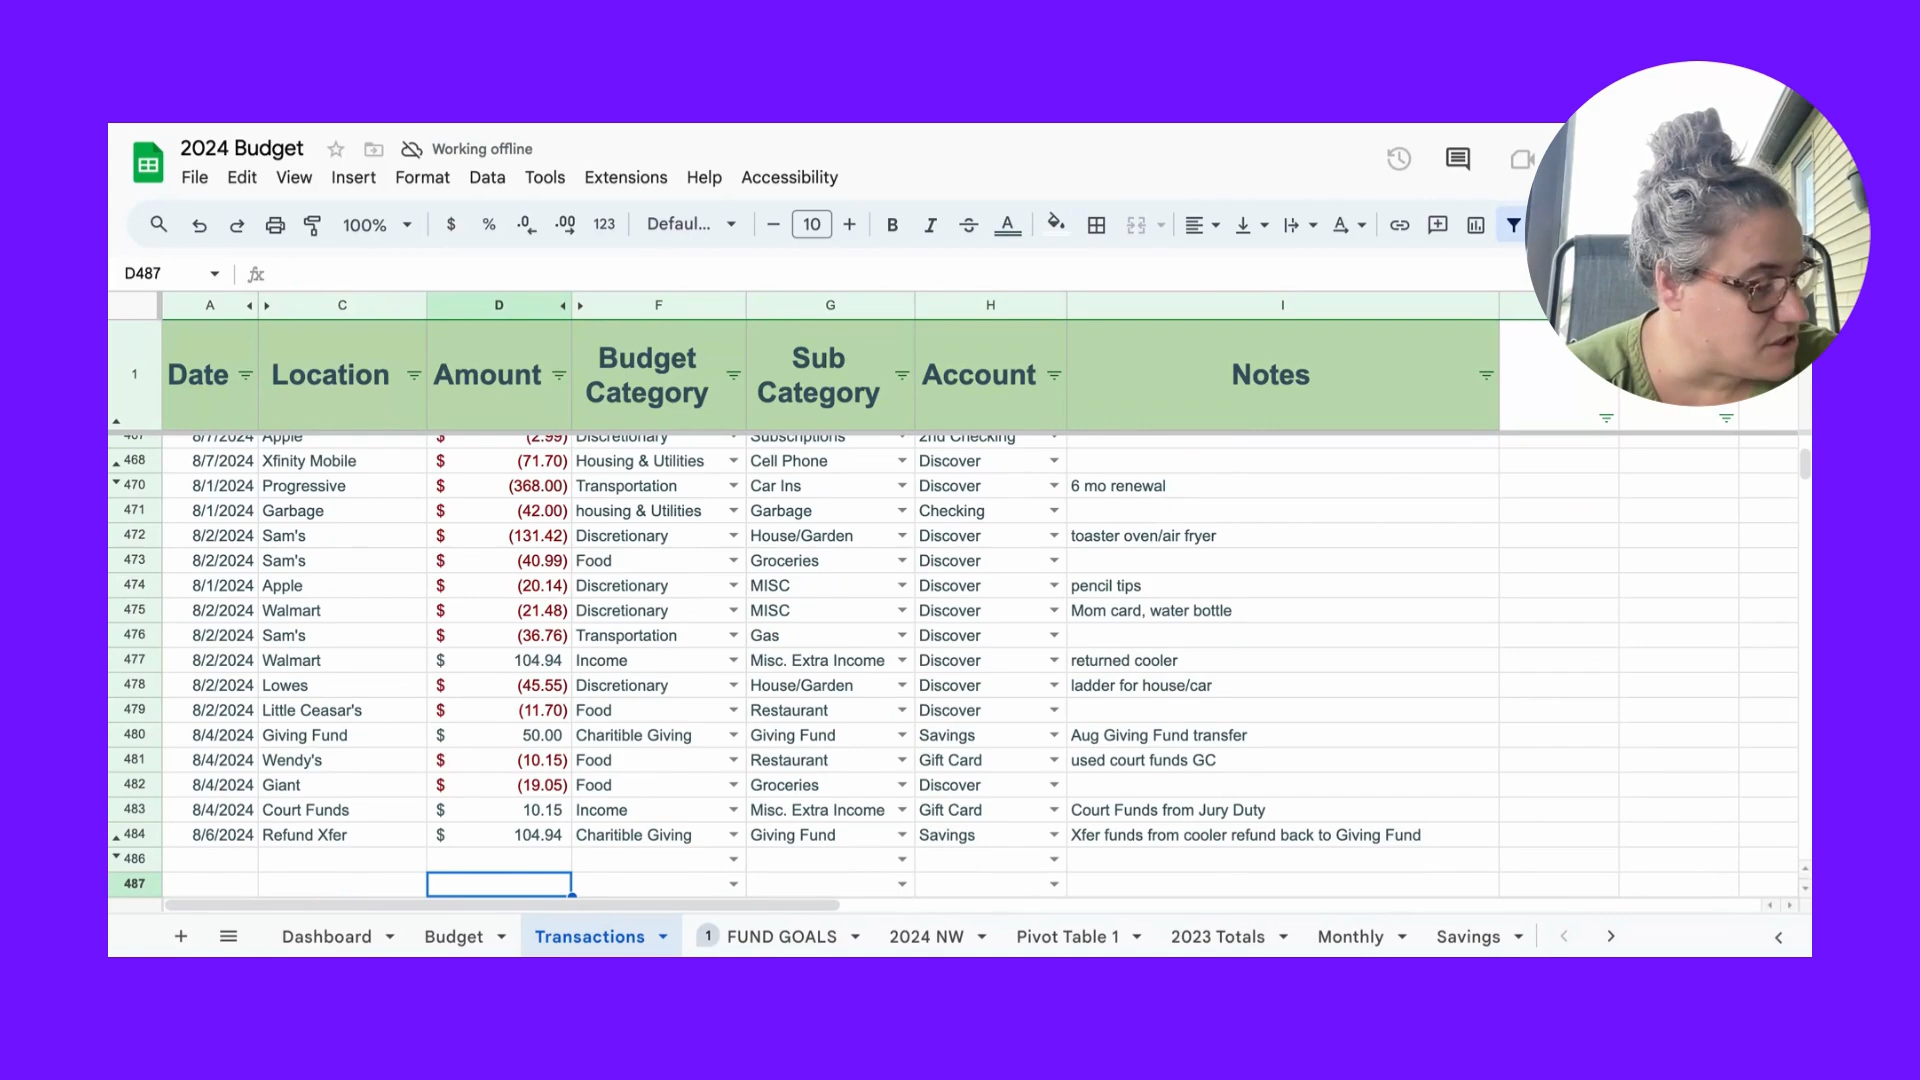 2024 Budget Working offline
File Edit View Insert Format Data Tools Extensions Help Accessibility
100% $ % .0 .00 123 Defaul... 10 B I S A
D487 fx
A C D F G H I
1 Date Location Amount Budget Category Sub Category Account Notes
467 8/7/2024 Apple $ (2.99) Discretionary Subscriptions 2nd Checking
468 8/7/2024 Xfinity Mobile $ (71.70) Housing & Utilities Cell Phone Discover
470 8/1/2024 Progressive $ (368.00) Transportation Car Ins Discover 6 mo renewal
471 8/1/2024 Garbage $ (42.00) housing & Utilities Garbage Checking
472 8/2/2024 Sam's $ (131.42) Discretionary House/Garden Discover toaster oven/air fryer
473 8/2/2024 Sam's $ (40.99) Food Groceries Discover
474 8/1/2024 Apple $ (20.14) Discretionary MISC Discover pencil tips
475 8/2/2024 Walmart $ (21.48) Discretionary MISC Discover Mom card, water bottle
476 8/2/2024 Sam's $ (36.76) Transportation Gas Discover
477 8/2/2024 Walmart $ 104.94 Income Misc. Extra Income Discover returned cooler
478 8/2/2024 Lowes $ (45.55) Discretionary House/Garden Discover ladder for house/car
479 8/2/2024 Little Ceasar's $ (11.70) Food Restaurant Discover
480 8/4/2024 Giving Fund $ 50.00 Charitible Giving Giving Fund Savings Aug Giving Fund transfer
481 8/4/2024 Wendy's $ (10.15) Food Restaurant Gift Card used court funds GC
482 8/4/2024 Giant $ (19.05) Food Groceries Discover
483 8/4/2024 Court Funds $ 10.15 Income Misc. Extra Income Gift Card Court Funds from Jury Duty
484 8/6/2024 Refund Xfer $ 104.94 Charitible Giving Giving Fund Savings Xfer funds from cooler refund back to Giving Fund
486
487
Dashboard Budget Transactions 1 FUND GOALS 2024 NW Pivot Table 1 2023 Totals Monthly Savings